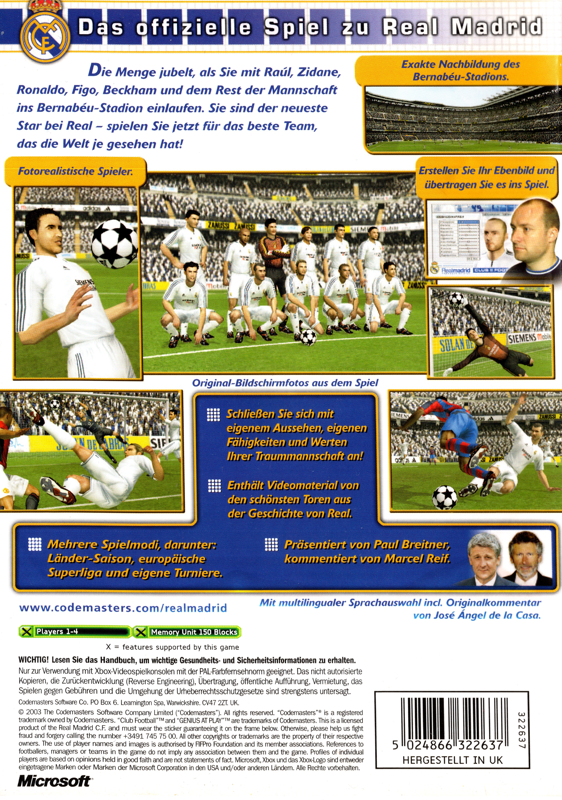 Das offizielle Spiel zu Real Madrid
Die Menge jubelt, als Sie mit Raúl, Zidane,
Ronaldo, Figo, Beckham und dem Rest der Mannschaft
ins Bernabéu-Stadion einlaufen. Sie sind der neueste
Star bei Real – spielen Sie jetzt für das beste Team,
das die Welt je gesehen hat!
Exakte Nachbildung des
Bernabéu-Stadions.
Fotorealistische Spieler.
Erstellen Sie Ihr Ebenbild und
übertragen Sie es ins Spiel.
Original-Bildschirmfotos aus dem Spiel
Schließen Sie sich mit
eigenem Aussehen, eigenen
Fähigkeiten und Werten
Ihrer Traummannschaft an!
Enthält Videomaterial von
den schönsten Toren aus
der Geschichte von Real.
Mehrere Spielmodi, darunter:
Länder-Saison, europäische
Superliga und eigene Turniere.
Präsentiert von Paul Breitner,
kommentiert von Marcel Reif.
www.codemasters.com/realmadrid
Mit multilingualer Sprachauswahl incl. Originalkommentar
von José Ángel de la Casa.
Players 1-4
Memory Unit 150 Blocks
X = features supported by this game
WICHTIG! Lesen Sie das Handbuch, um wichtige Gesundheits- und Sicherheitsinformationen zu erhalten.
Nur zur Verwendung mit Xbox-Videospielkonsolen mit der PAL-Farbfernsehnorm geeignet. Das nicht autorisierte
Kopieren, die Zurückentwicklung (Reverse Engineering), Übertragung, öffentliche Aufführung, Vermietung, das
Spielen gegen Gebühren und die Umgehung der Urheberrechtsschutzgesetze sind strengstens untersagt.
Codemasters Software Co. PO Box 6. Leamington Spa, Warwickshire. CV47 2ZT. UK.
© 2003 The Codemasters Software Company Limited ("Codemasters"). All rights reserved. "Codemasters"® is a registered
trademark owned by Codemasters. "Club Football"™ and "GENIUS AT PLAY"™ are trademarks of Codemasters. This is a licensed
product of the Real Madrid C.F. and must wear the sticker guaranteeing it on the frame below. Otherwise, please help us fight
fraud and forgery calling the number +3491 745 75 00. All other copyrights or trademarks are the property of their respective
owners. The use of player names and images is authorised by FIFPro Foundation and its member associations. References to
footballers, managers or teams in the game do not imply any association between them and the game. Profiles of individual
players are based on opinions held in good faith and are not statements of fact. Microsoft, Xbox und das Xbox-Logo sind entweder
eingetragene Marken oder Marken der Microsoft Corporation in den USA und/oder anderen Ländern. Alle Rechte vorbehalten.
Microsoft
5 024866 322637
322637
HERGESTELLT IN UK